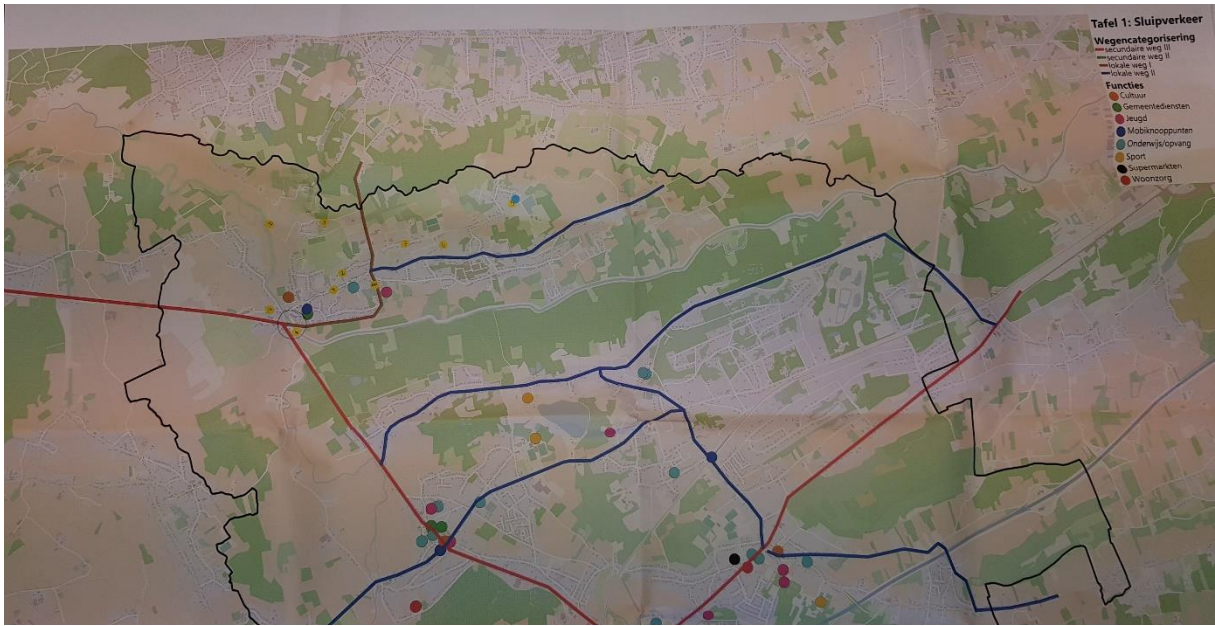 Tafel 1: Sluipverkeer
Wegencategorisering
secundaire weg III
secundaire weg II
lokale weg I
lokale weg II
Functies
Cultuur
Gemeentediensten
Jeugd
Mobiknooppunten
Onderwijs/opvang
Sport
Supermarkten
Woonzorg